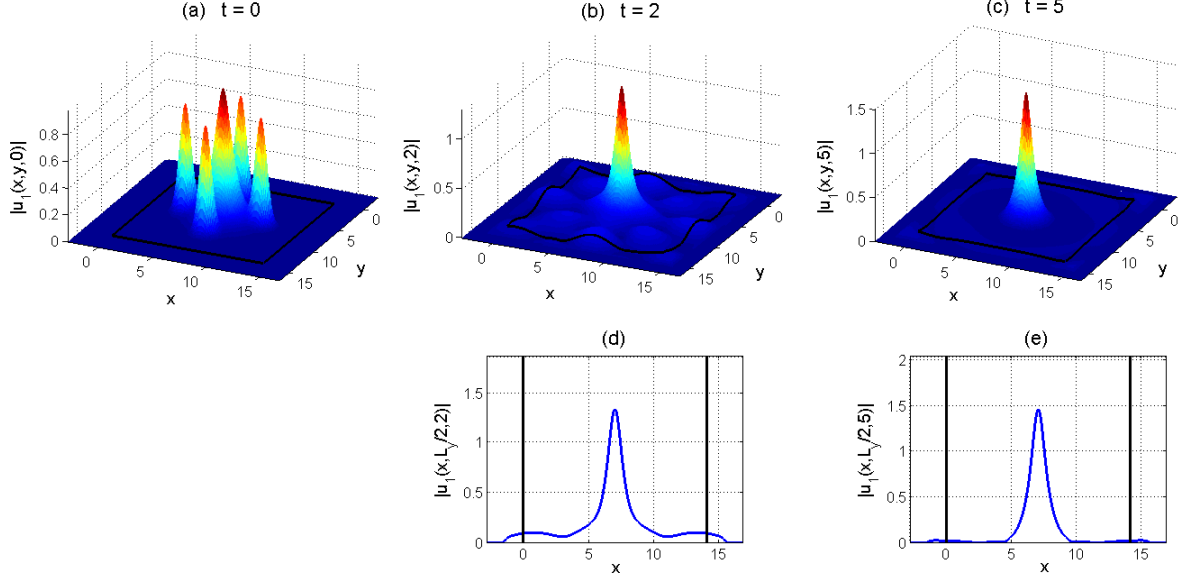 (a) t = 0
(b) t = 2
(c) t = 5
|u₁(x,y,0)|
0.8
0.6
0.4
0.2
0
0
5
10
15
x
0
5
10
15
y
|u₁(x,y,2)|
1
0.5
0
0
5
10
15
x
0
5
10
15
y
|u₁(x,y,5)|
1.5
1
0.5
0
0
5
10
15
x
0
5
10
15
y
(d)
|u₁(x,Ly/2,2)|
1.5
1
0.5
0
0
5
10
15
x
(e)
|u₁(x,Ly/2,5)|
2
1.5
1
0.5
0
0
5
10
15
x